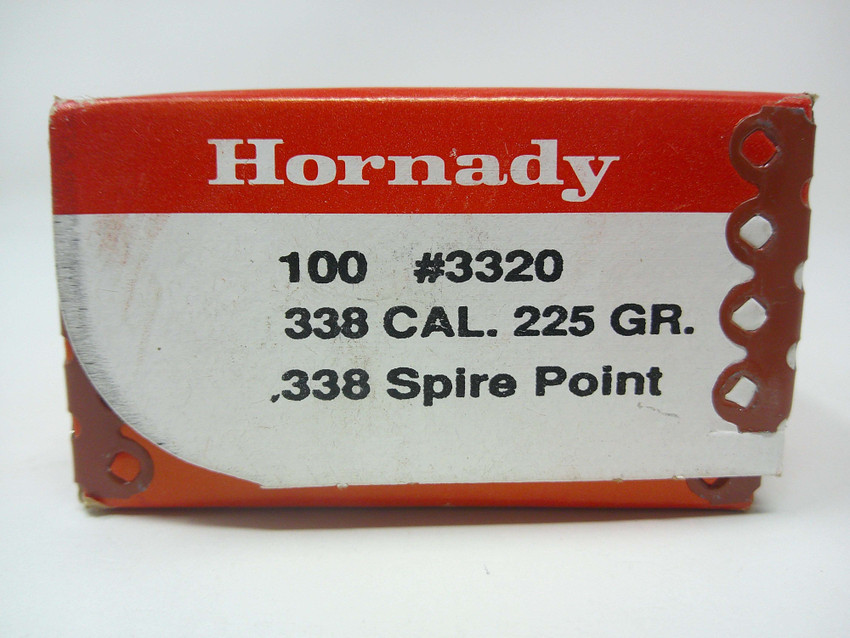 Hornady
100 #3320
338 CAL. 225 GR.
.338 Spire Point